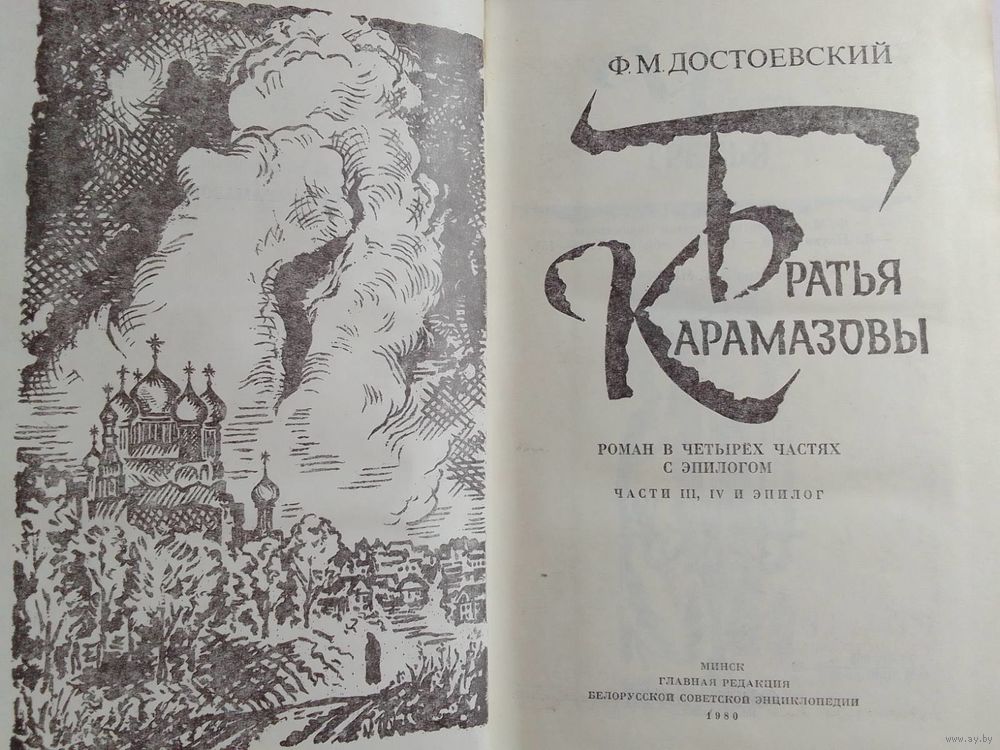 Ф. М. ДОСТОЕВСКИЙ
БРАТЬЯ
КАРАМАЗОВЫ
РОМАН В ЧЕТЫРЁХ ЧАСТЯХ
С ЭПИЛОГОМ
ЧАСТИ III, IV И ЭПИЛОГ
МИНСК
ГЛАВНАЯ РЕДАКЦИЯ
БЕЛОРУССКОЙ СОВЕТСКОЙ ЭНЦИКЛОПЕДИИ
1980
www.ay.by